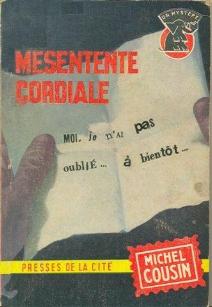 UN MYSTÈRE
MESENTENTE
CORDIALE
MOI. je n'AI pas
oubliÉ... à bientôt...
MICHEL
COUSIN
PRESSES DE LA CITÉ